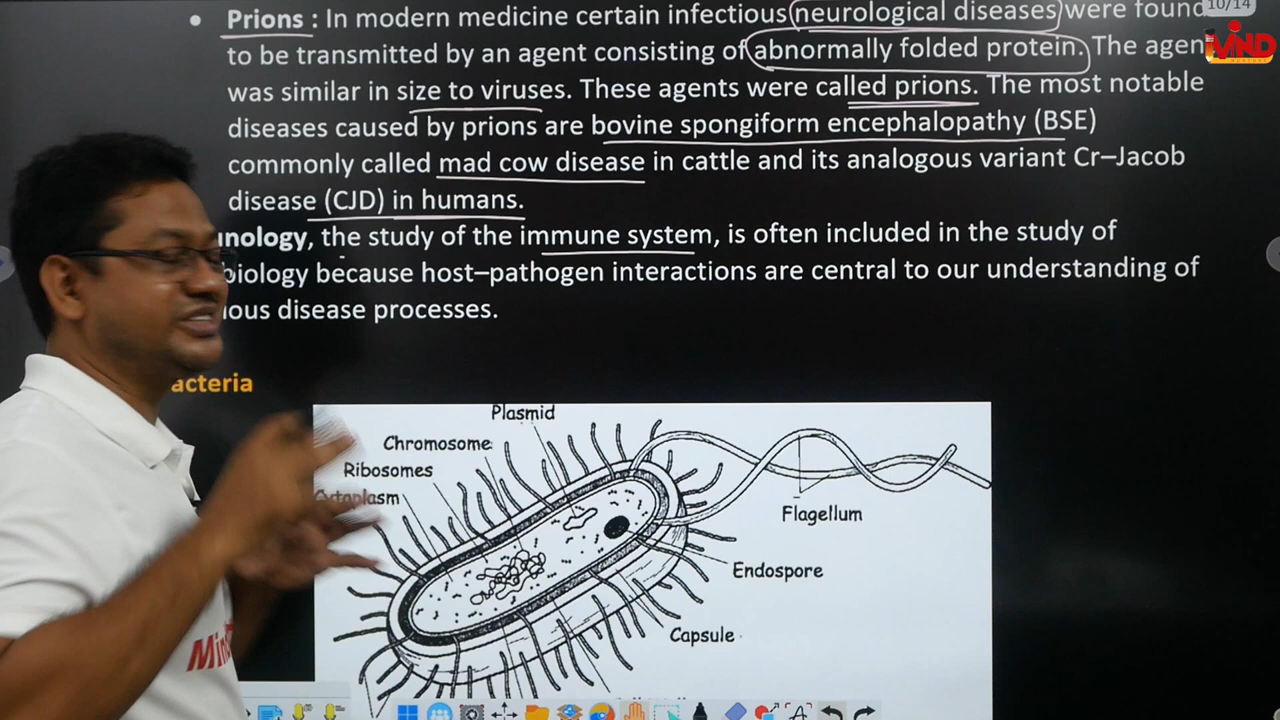 10/14
MIND
• Prions : In modern medicine certain infectious neurological diseases were found
to be transmitted by an agent consisting of abnormally folded protein. The agen
was similar in size to viruses. These agents were called prions. The most notable
diseases caused by prions are bovine spongiform encephalopathy (BSE)
commonly called mad cow disease in cattle and its analogous variant Cr–Jacob
disease (CJD) in humans.
unology, the study of the immune system, is often included in the study of
biology because host–pathogen interactions are central to our understanding of
ious disease processes.
acteria
Plasmid
Chromosome
Ribosomes
Cytoplasm
Flagellum
Endospore
Capsule
Mind